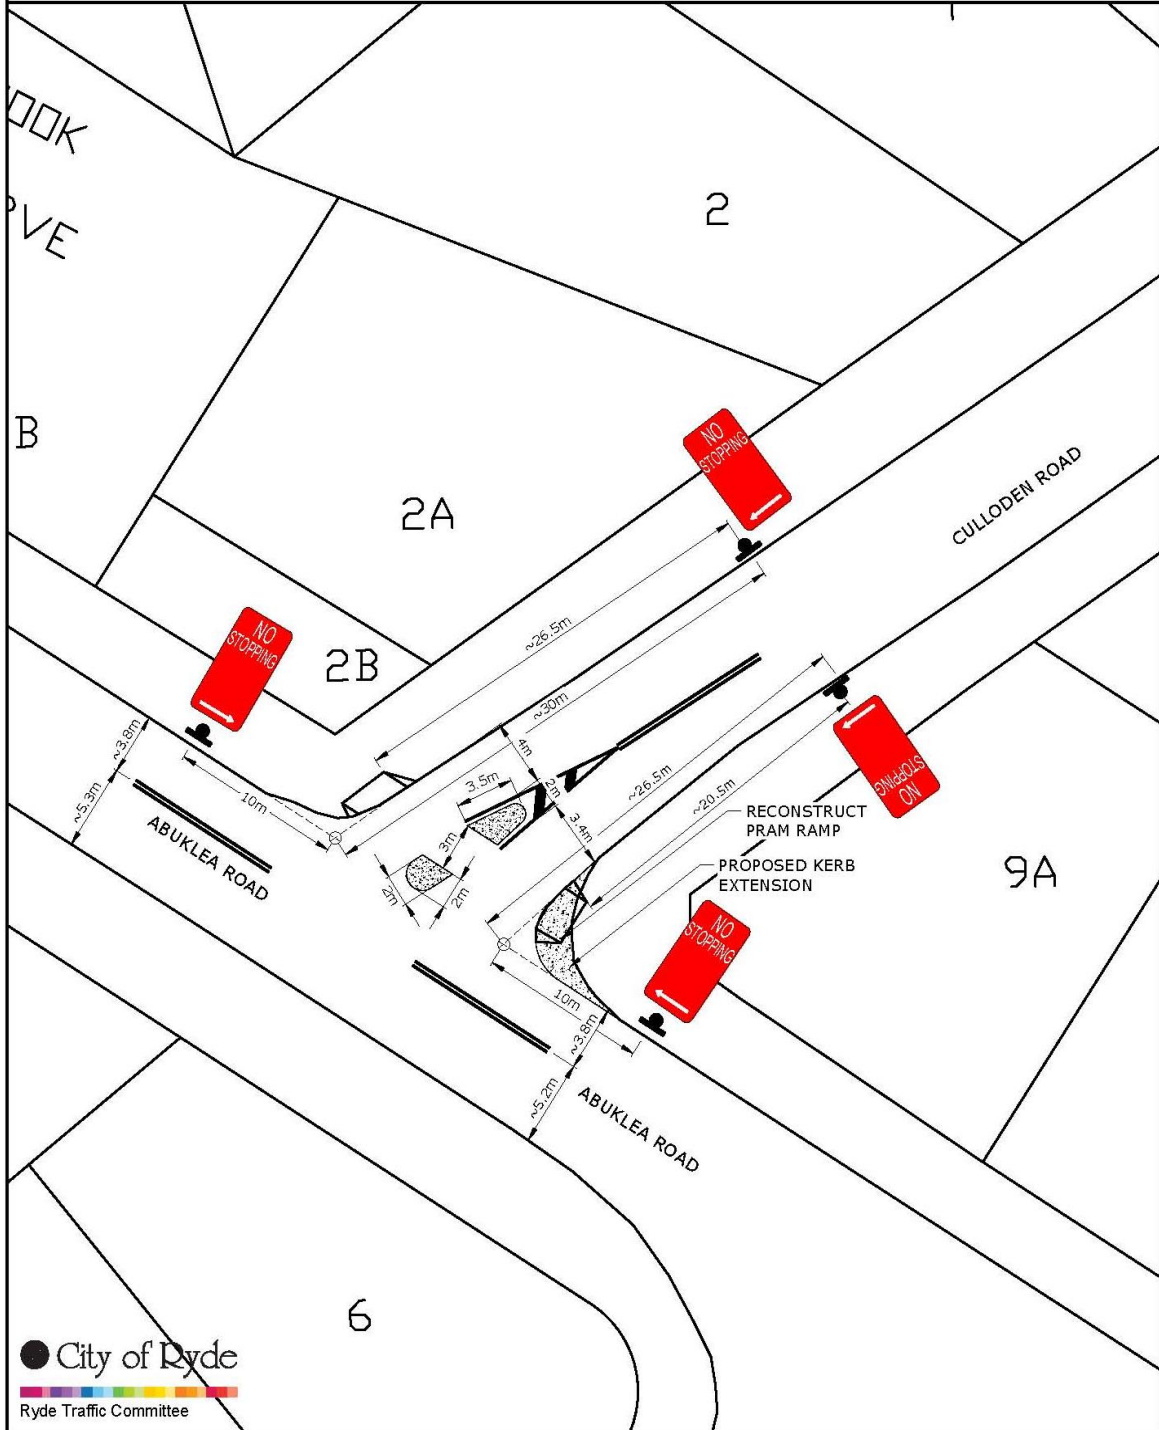 OOK
RVE
2
B
2A
NO
STOPPING
CULLODEN ROAD
~26.5m
NO
STOPPING
2B
~30m
~3.8m
4m
~5.3m
10m
3.5m
2m
~26.5m
NO
STOPPING
~20.5m
ABUKLEA ROAD
3m
3.4m
RECONSTRUCT
PRAM RAMP
PROPOSED KERB
EXTENSION
9A
2m
2m
NO
STOPPING
10m
~3.8m
~5.2m
ABUKLEA ROAD
6
City of Ryde
Ryde Traffic Committee